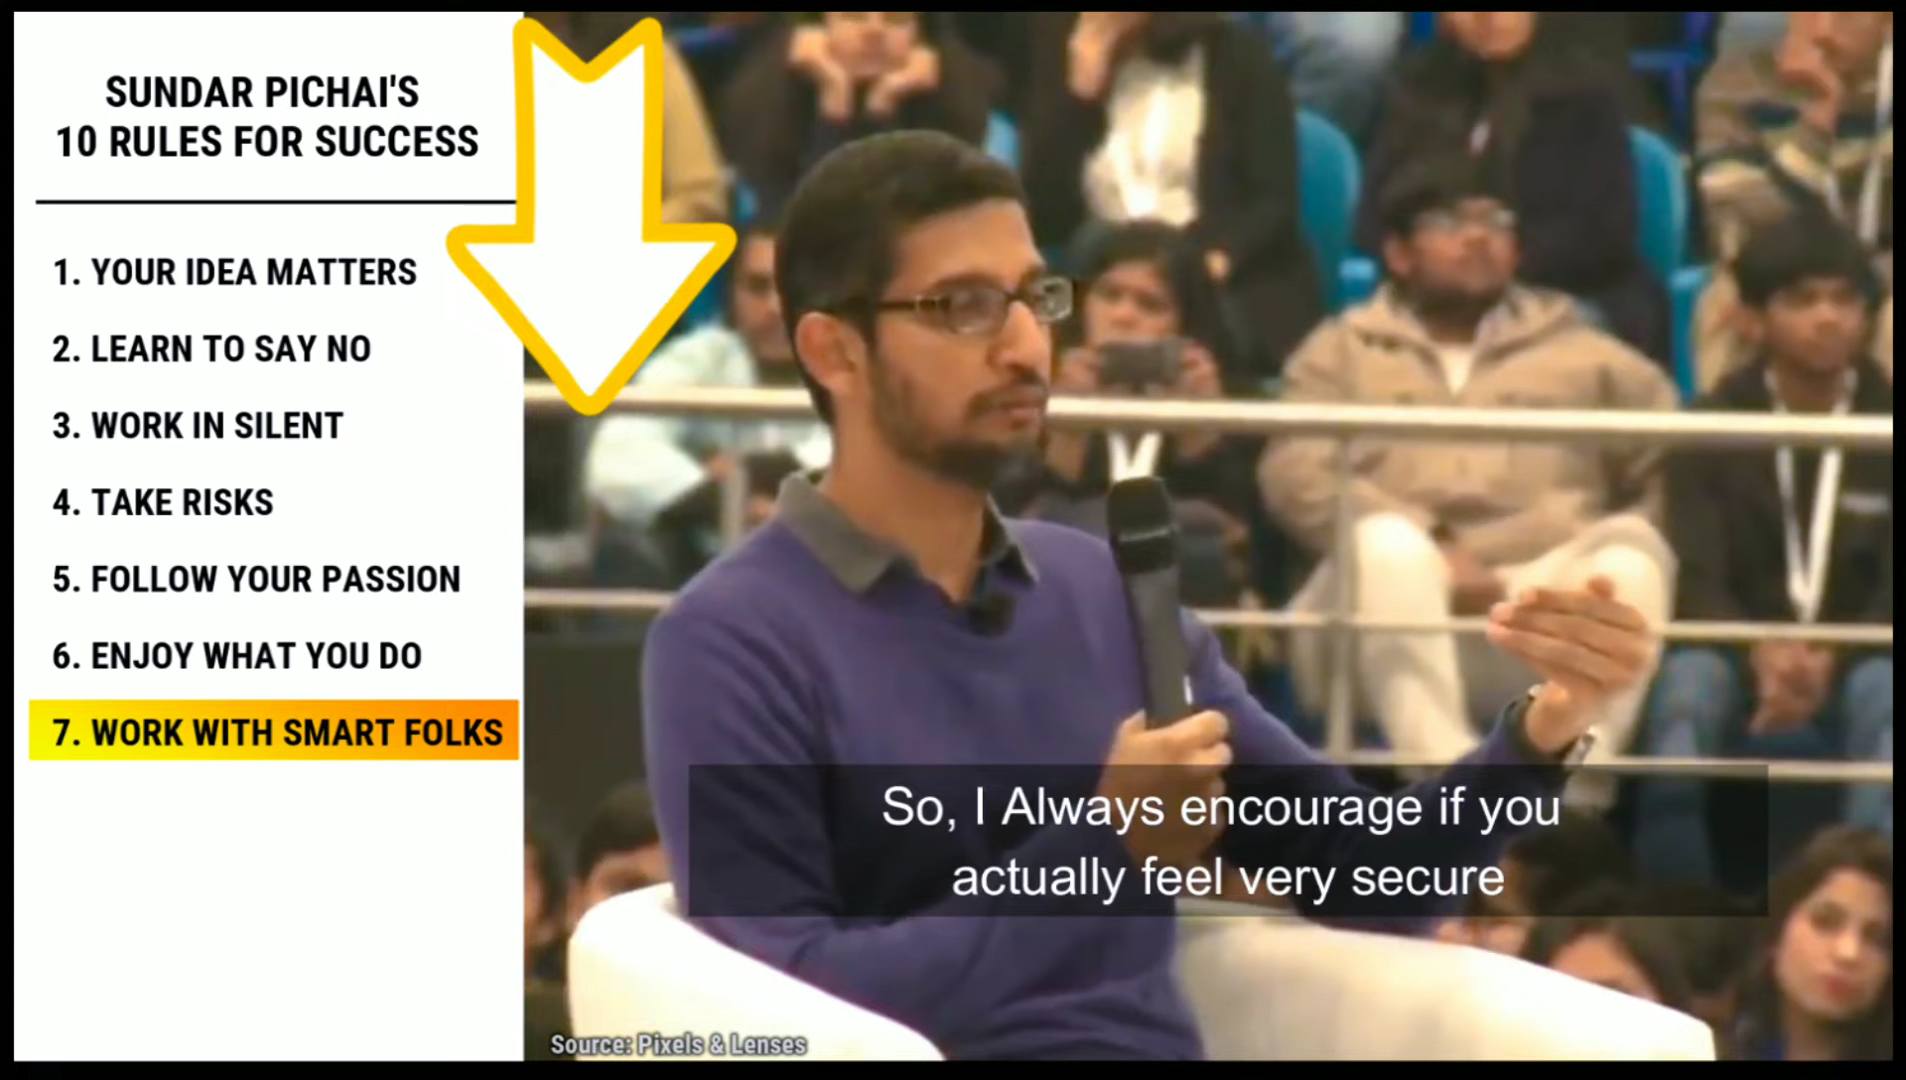 SUNDAR PICHAI'S
10 RULES FOR SUCCESS
1. YOUR IDEA MATTERS
2. LEARN TO SAY NO
3. WORK IN SILENT
4. TAKE RISKS
5. FOLLOW YOUR PASSION
6. ENJOY WHAT YOU DO
7. WORK WITH SMART FOLKS
So, I Always encourage if you
actually feel very secure
Source: Pixels & Lenses